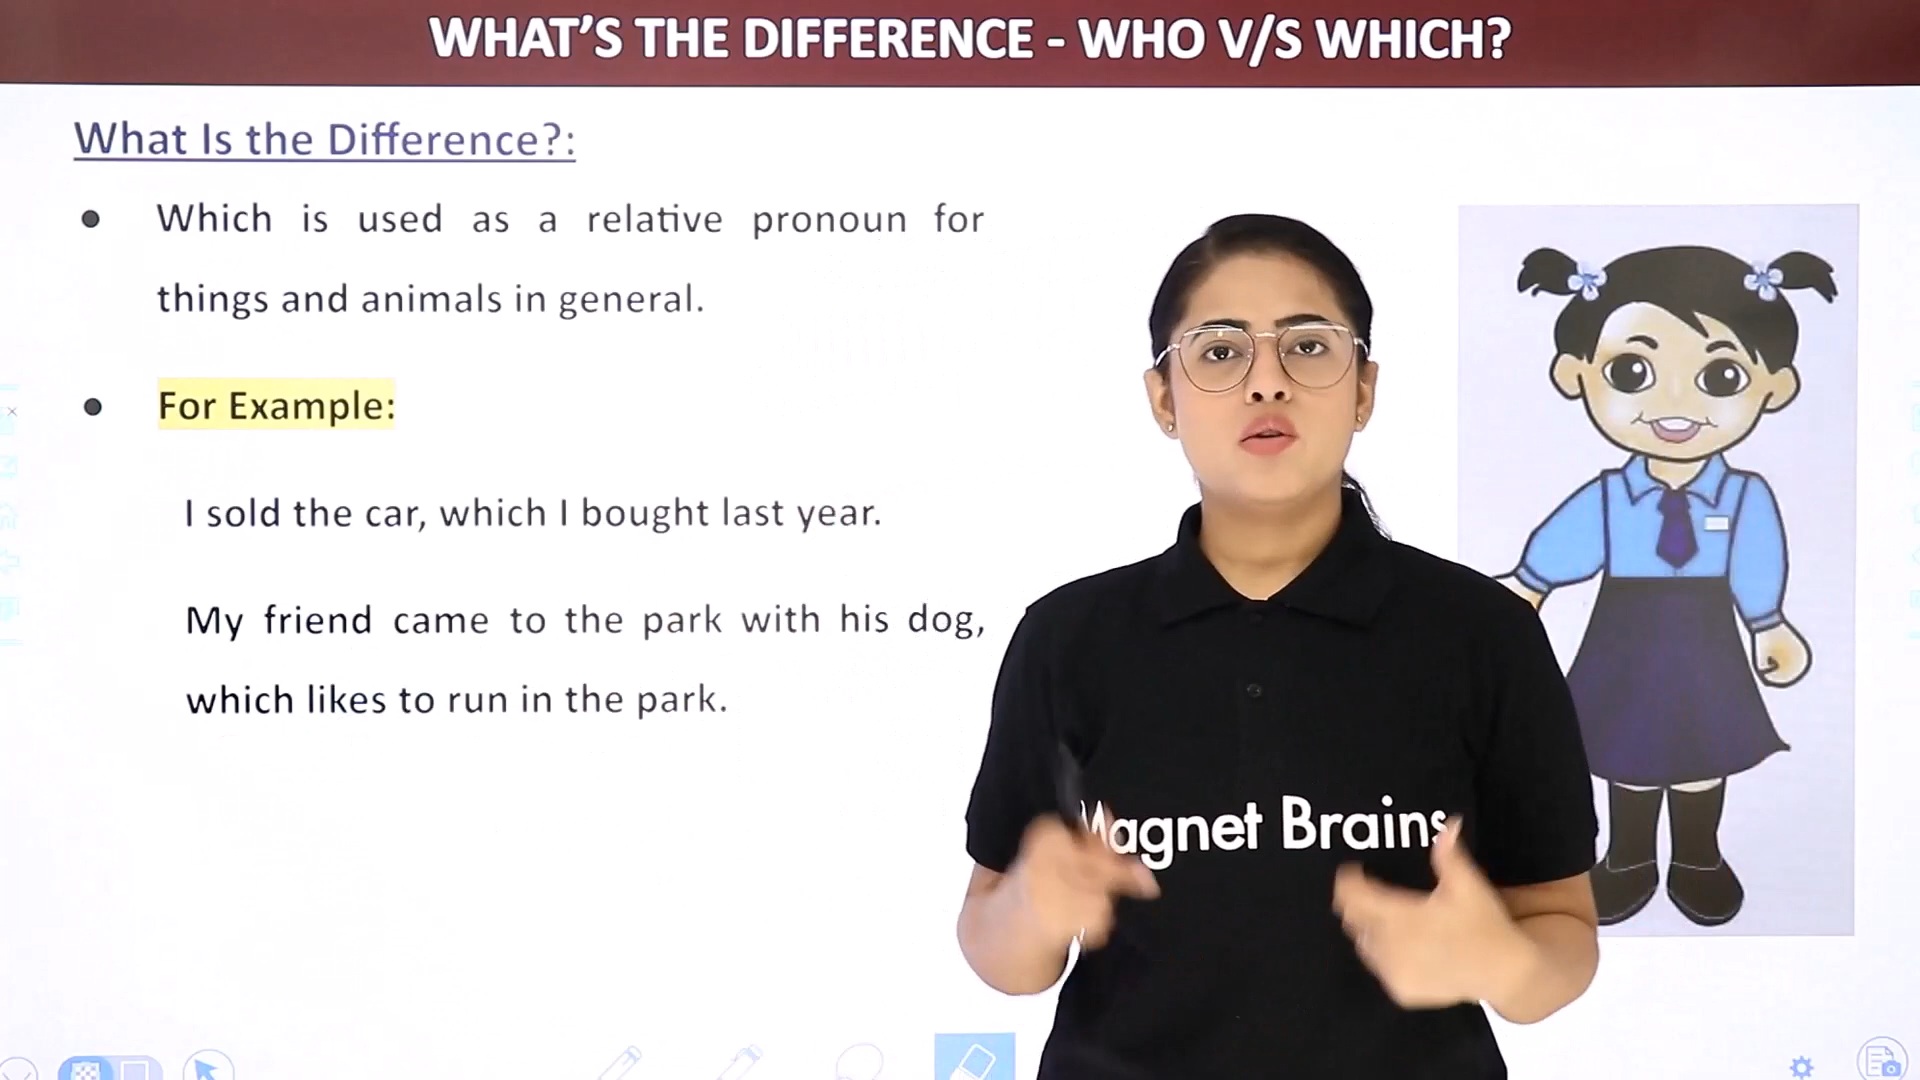 WHAT’S THE DIFFERENCE - WHO V/S WHICH?
What Is the Difference?:
● Which is used as a relative pronoun for
things and animals in general.
● For Example:
I sold the car, which I bought last year.
My friend came to the park with his dog,
which likes to run in the park.
Magnet Brains